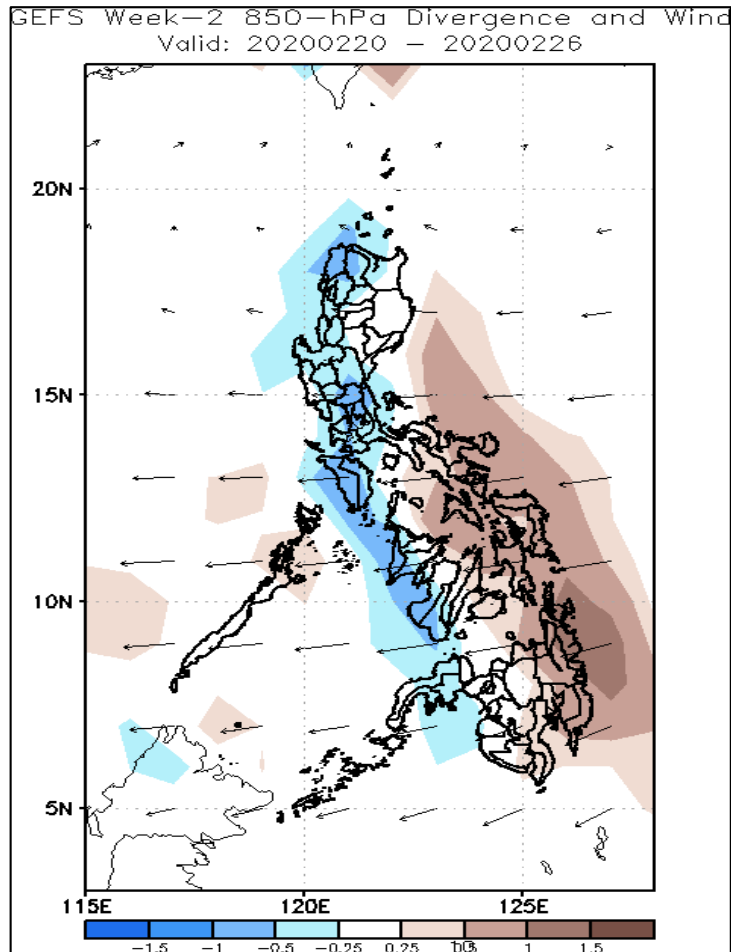 GEFS Week-2 850-hPa Divergence and Wind
Valid: 20200220 - 20200226
20N
15N
10N
5N
115E 120E 125E
-1.5 -1 -0.5 -0.25 0.25 1 1.5